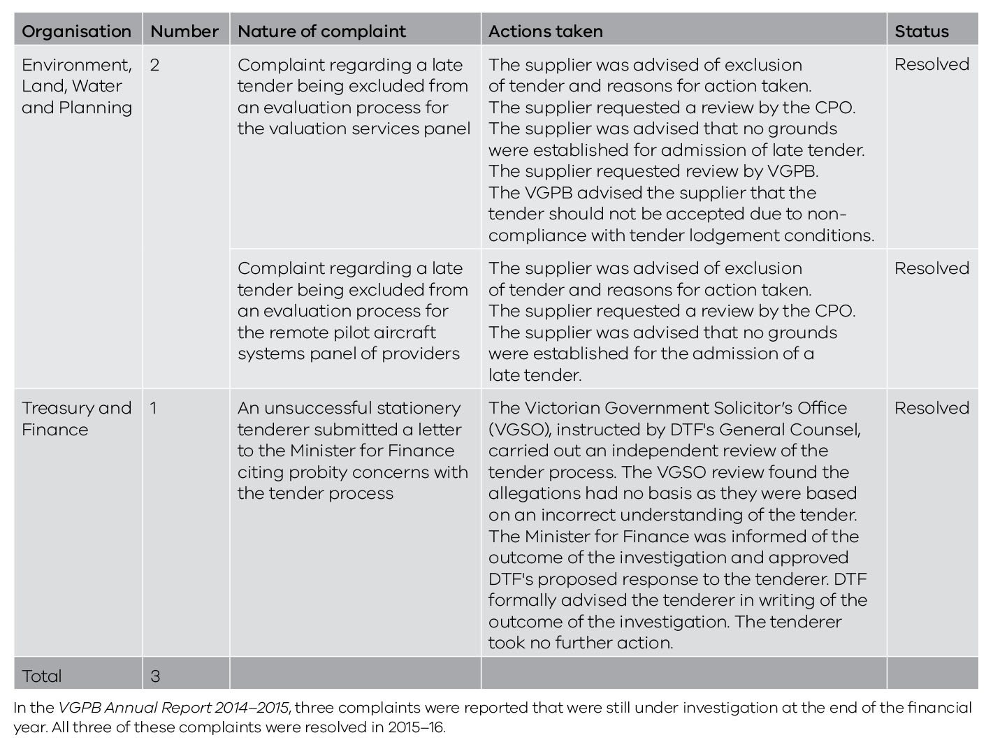 Organisation Number Nature of complaint Actions taken Status
Environment,
Land, Water
and Planning
2
Complaint regarding a late
tender being excluded from
an evaluation process for
the valuation services panel
The supplier was advised of exclusion
of tender and reasons for action taken.
The supplier requested a review by the CPO.
The supplier was advised that no grounds
were established for admission of late tender.
The supplier requested review by VGPB.
The VGPB advised the supplier that the
tender should not be accepted due to non-
compliance with tender lodgement conditions.
Resolved
Complaint regarding a late
tender being excluded from
an evaluation process for
the remote pilot aircraft
systems panel of providers
The supplier was advised of exclusion
of tender and reasons for action taken.
The supplier requested a review by the CPO.
The supplier was advised that no grounds
were established for the admission of a
late tender.
Resolved
Treasury and
Finance
1
An unsuccessful stationery
tenderer submitted a letter
to the Minister for Finance
citing probity concerns with
the tender process
The Victorian Government Solicitor’s Office
(VGSO), instructed by DTF's General Counsel,
carried out an independent review of the
tender process. The VGSO review found the
allegations had no basis as they were based
on an incorrect understanding of the tender.
The Minister for Finance was informed of the
outcome of the investigation and approved
DTF's proposed response to the tenderer. DTF
formally advised the tenderer in writing of the
outcome of the investigation. The tenderer
took no further action.
Resolved
Total 3
In the VGPB Annual Report 2014–2015, three complaints were reported that were still under investigation at the end of the financial
year. All three of these complaints were resolved in 2015–16.